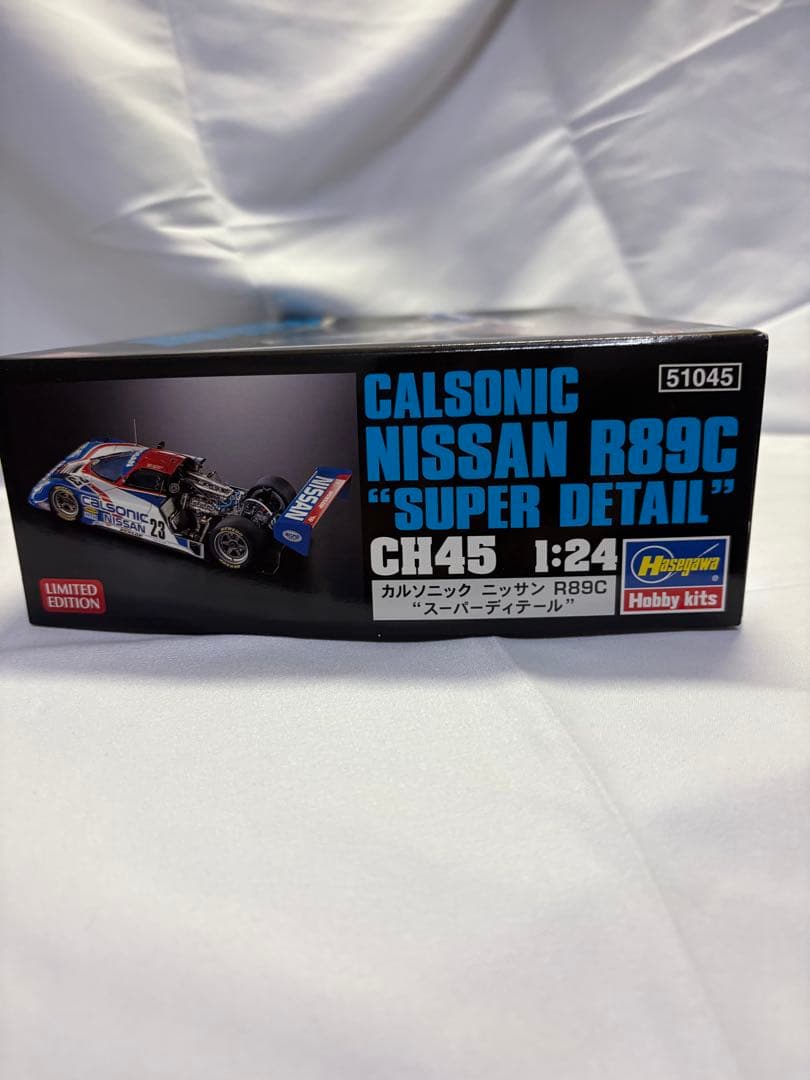 51045
CALSONIC
NISSAN R89C
“SUPER DETAIL”
CH45 1:24
カルソニック ニッサン R89C
“スーパーディテール”
Hasegawa
Hobby kits
LIMITED
EDITION
calsonic
NISSAN
23
NISSAN